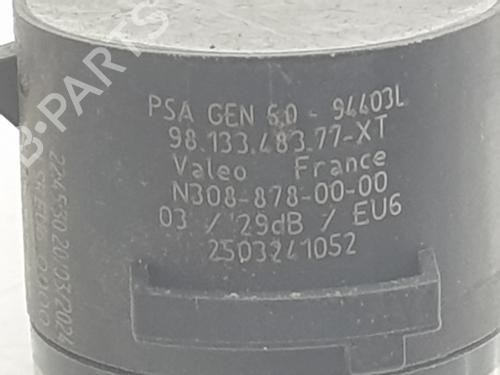 PSA GEN 6.0 - 94403L
98.133.483.77-XT
Valeo France
N308-878-00-00
03 / 29dB / EU6
2503241052